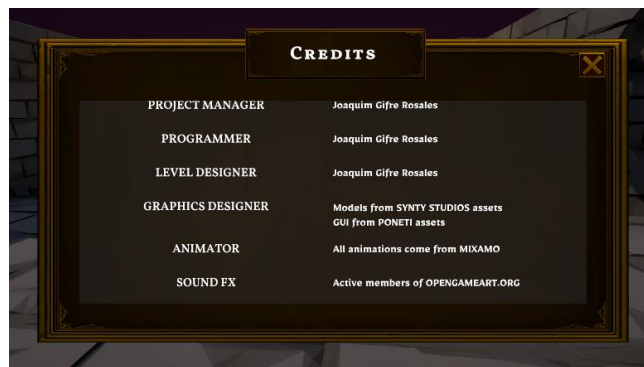 CREDITS
PROJECT MANAGER Joaquim Gifre Rosales
PROGRAMMER Joaquim Gifre Rosales
LEVEL DESIGNER Joaquim Gifre Rosales
GRAPHICS DESIGNER Models from SYNTY STUDIOS assets
GUI from PONETI assets
ANIMATOR All animations come from MIXAMO
SOUND FX Active members of OPENGAMEART.ORG